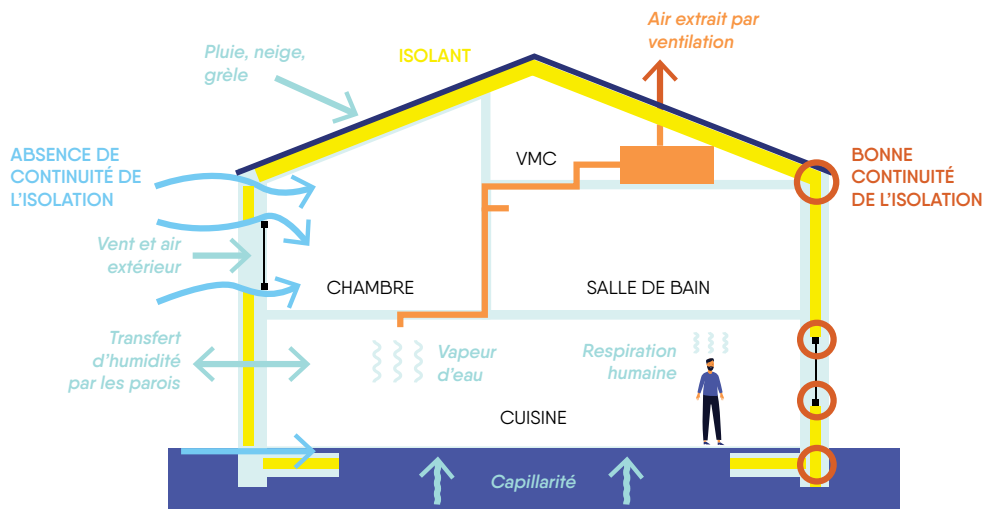 Air extrait par
ventilation
Pluie, neige,
grèle
ISOLANT
ABSENCE DE
CONTINUITÉ DE
L'ISOLATION
VMC
BONNE
CONTINUITÉ
DE L'ISOLATION
Vent et air
extérieur
CHAMBRE
SALLE DE BAIN
Transfert
d'humidité
par les parois
Vapeur
d'eau
Respiration
humaine
CUISINE
Capillarité